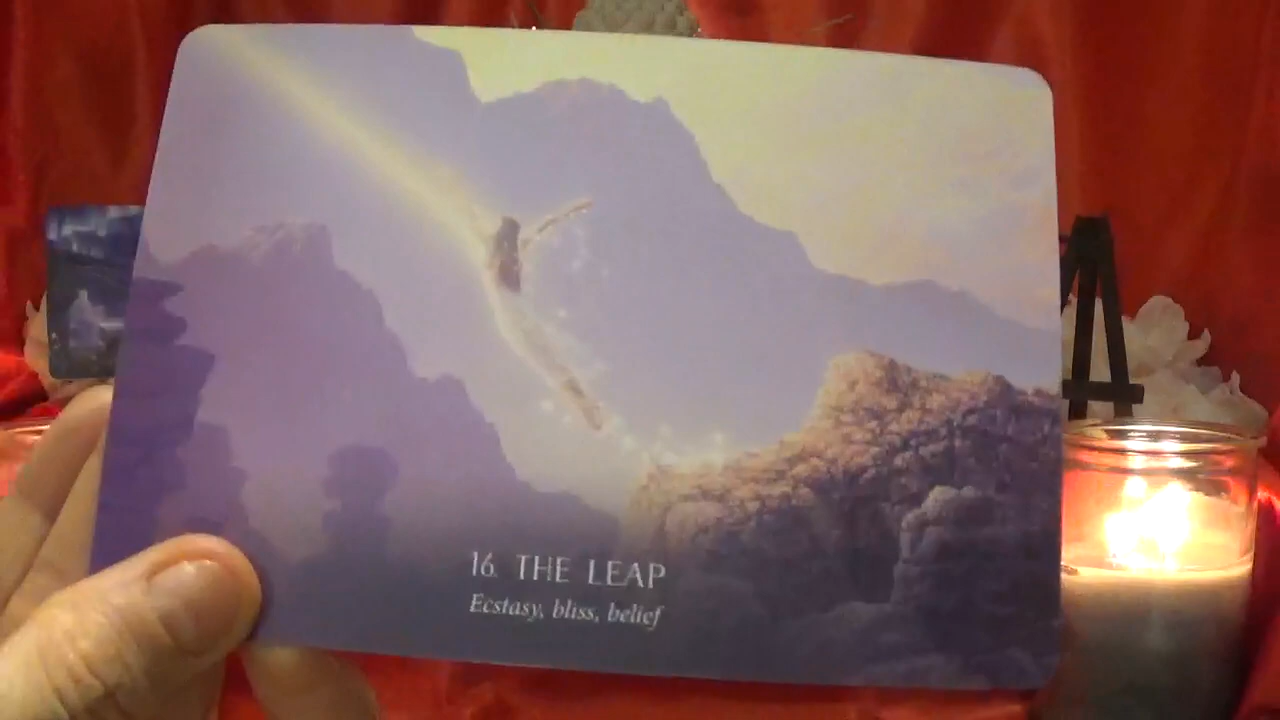 16. THE LEAP
Ecstasy, bliss, belief